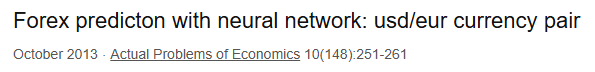 Forex predicton with neural network: usd/eur currency pair
October 2013 · Actual Problems of Economics 10(148):251-261